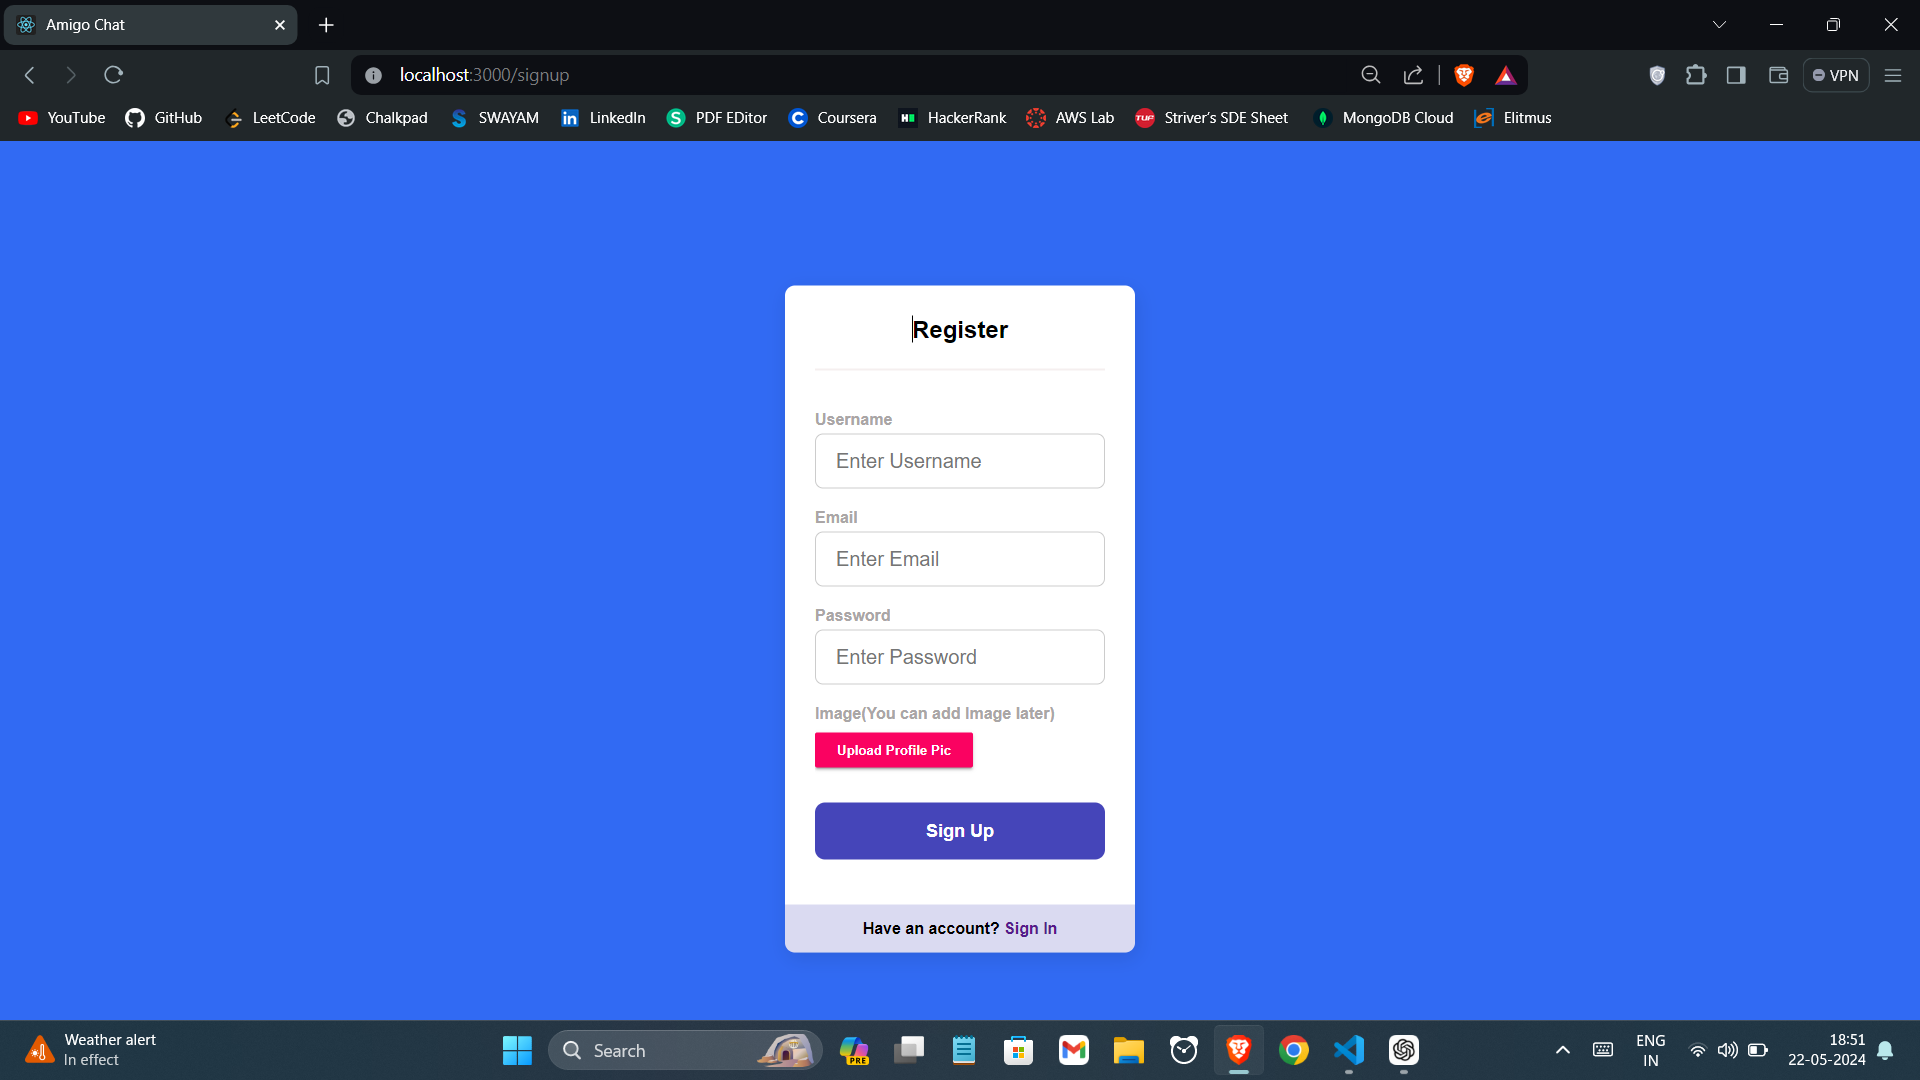 Amigo Chat
localhost:3000/signup
VPN
YouTube GitHub LeetCode Chalkpad SWAYAM LinkedIn PDF EDitor Coursera HackerRank AWS Lab Striver's SDE Sheet MongoDB Cloud Elitmus
Register
Username
Enter Username
Email
Enter Email
Password
Enter Password
Image(You can add Image later)
Upload Profile Pic
Sign Up
Have an account? Sign In
Weather alert
In effect
Search
PRE
ENG
IN
18:51
22-05-2024